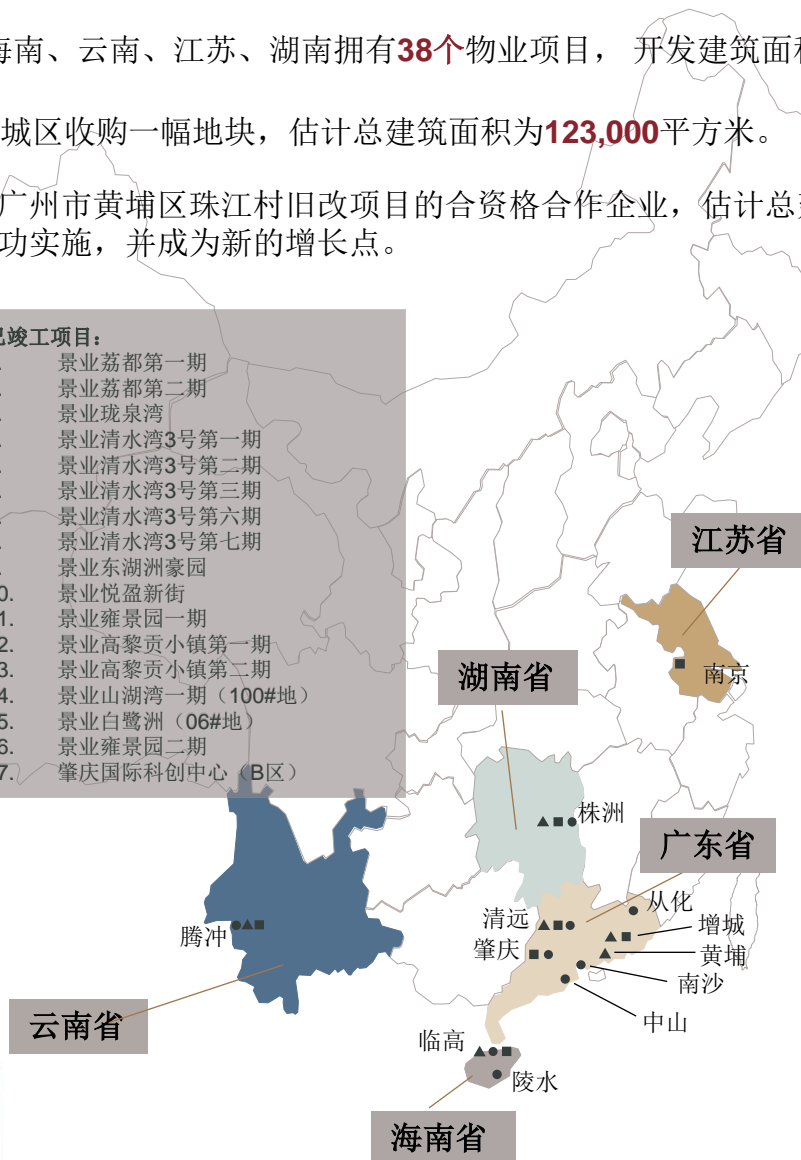 海南、云南、江苏、湖南拥有38个物业项目， 开发建筑面
城区收购一幅地块，估计总建筑面积为123,000平方米。
广州市黄埔区珠江村旧改项目的合资格合作企业，估计总
功实施，并成为新的增长点。
已竣工项目:
景业荔都第一期
景业荔都第二期
景业珑泉湾
景业清水湾3号第一期
景业清水湾3号第二期
景业清水湾3号第三期
景业清水湾3号第六期
景业清水湾3号第七期
景业东湖洲豪园
0. 景业悦盈新街
1. 景业雍景园一期
2. 景业高黎贡小镇第一期
3. 景业高黎贡小镇第二期
4. 景业山湖湾一期（100#地）
5. 景业白鹭洲（06#地）
6. 景业雍景园二期
7. 肇庆国际科创中心（B区）
江苏省
南京
湖南省
株洲
广东省
从化
清远
增城
腾冲
肇庆
黄埔
南沙
云南省
中山
临高
陵水
海南省